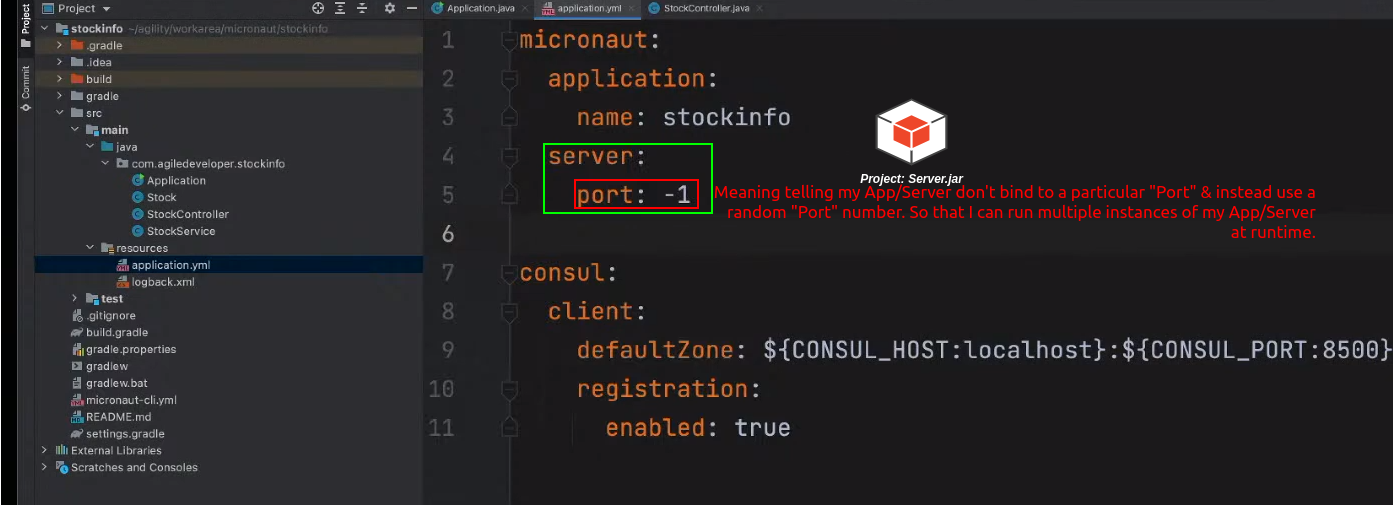 Project
Commit
Project
stockinfo ~/agility/workarea/micronaut/stockinfo
.gradle
.idea
build
gradle
src
main
java
com.agiledeveloper.stockinfo
Application
Stock
StockController
StockService
resources
application.yml
logback.xml
test
.gitignore
build.gradle
gradle.properties
gradlew
gradlew.bat
micronaut-cli.yml
README.md
settings.gradle
External Libraries
Scratches and Consoles
Application.java application.yml StockController.java
1 micronaut:
2 application:
3 name: stockinfo
4 server:
5 port: -1
6
7 consul:
8 client:
9 defaultZone: ${CONSUL_HOST:localhost}:${CONSUL_PORT:8500}
10 registration:
11 enabled: true
Project: Server.jar
Meaning telling my App/Server don't bind to a particular "Port" & instead use a
random "Port" number. So that I can run multiple instances of my App/Server
at runtime.